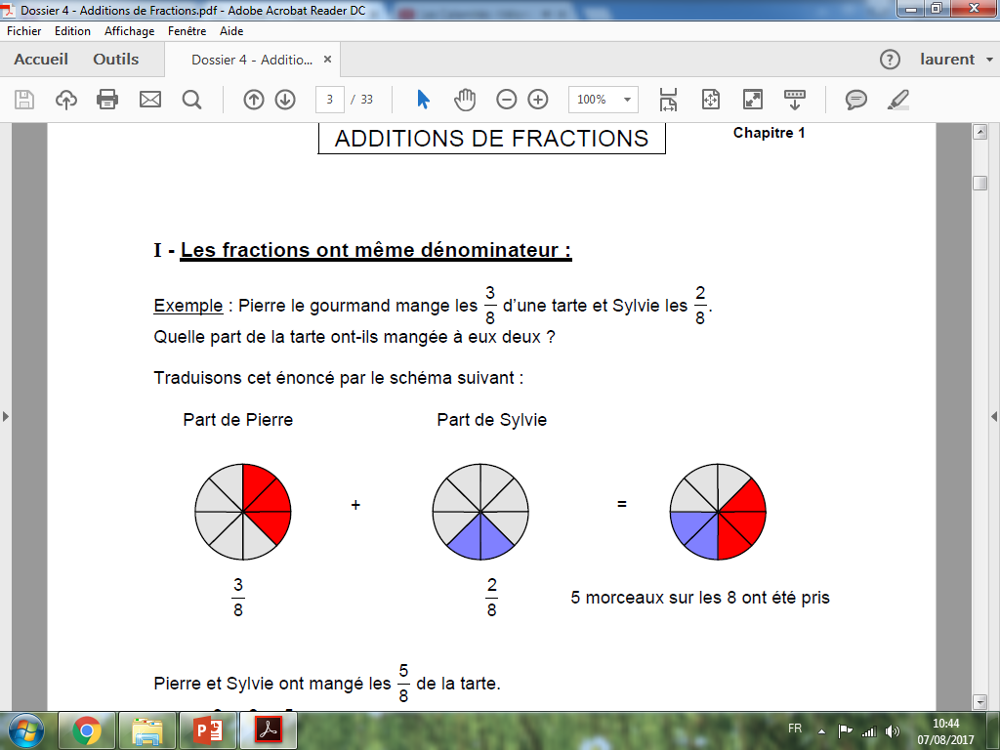 Dossier 4 - Additions de Fractions.pdf - Adobe Acrobat Reader DC
Fichier Edition Affichage Fenêtre Aide
Accueil Outils Dossier 4 - Additio... × ? laurent
3 / 33 100%
ADDITIONS DE FRACTIONS Chapitre 1
I - Les fractions ont même dénominateur :
Exemple : Pierre le gourmand mange les 3/8 d'une tarte et Sylvie les 2/8.
Quelle part de la tarte ont-ils mangée à eux deux ?
Traduisons cet énoncé par le schéma suivant :
Part de Pierre Part de Sylvie
+ =
3/8 2/8 5 morceaux sur les 8 ont été pris
Pierre et Sylvie ont mangé les 5/8 de la tarte.
FR 10:44
07/08/2017